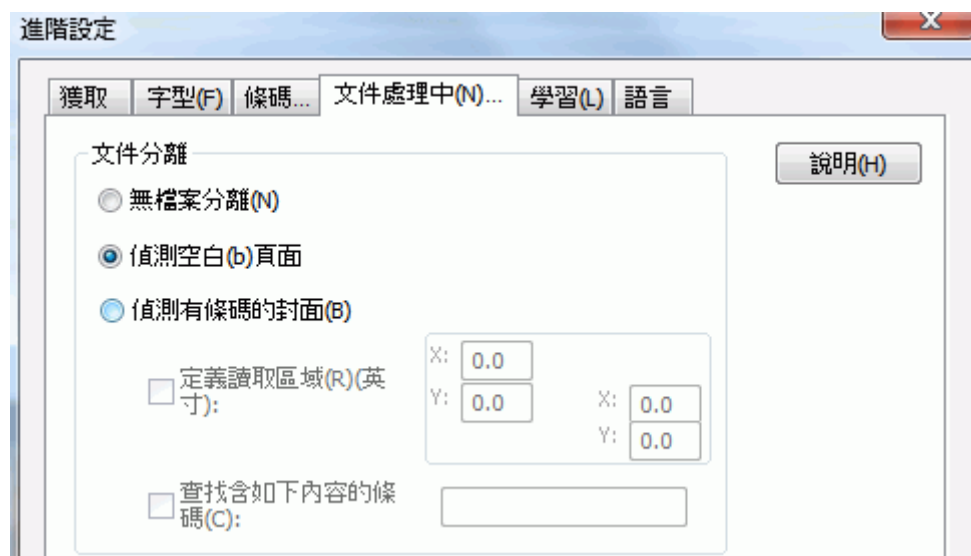 進階設定
獲取 字型(F) 條碼... 文件處理中(N)... 學習(L) 語言
文件分離
說明(H)
無檔案分離(N)
偵測空白(b)頁面
偵測有條碼的封面(B)
定義讀取區域(R)(英
寸):
X: 0.0
Y: 0.0
X: 0.0
Y: 0.0
查找含如下內容的條
碼(C):